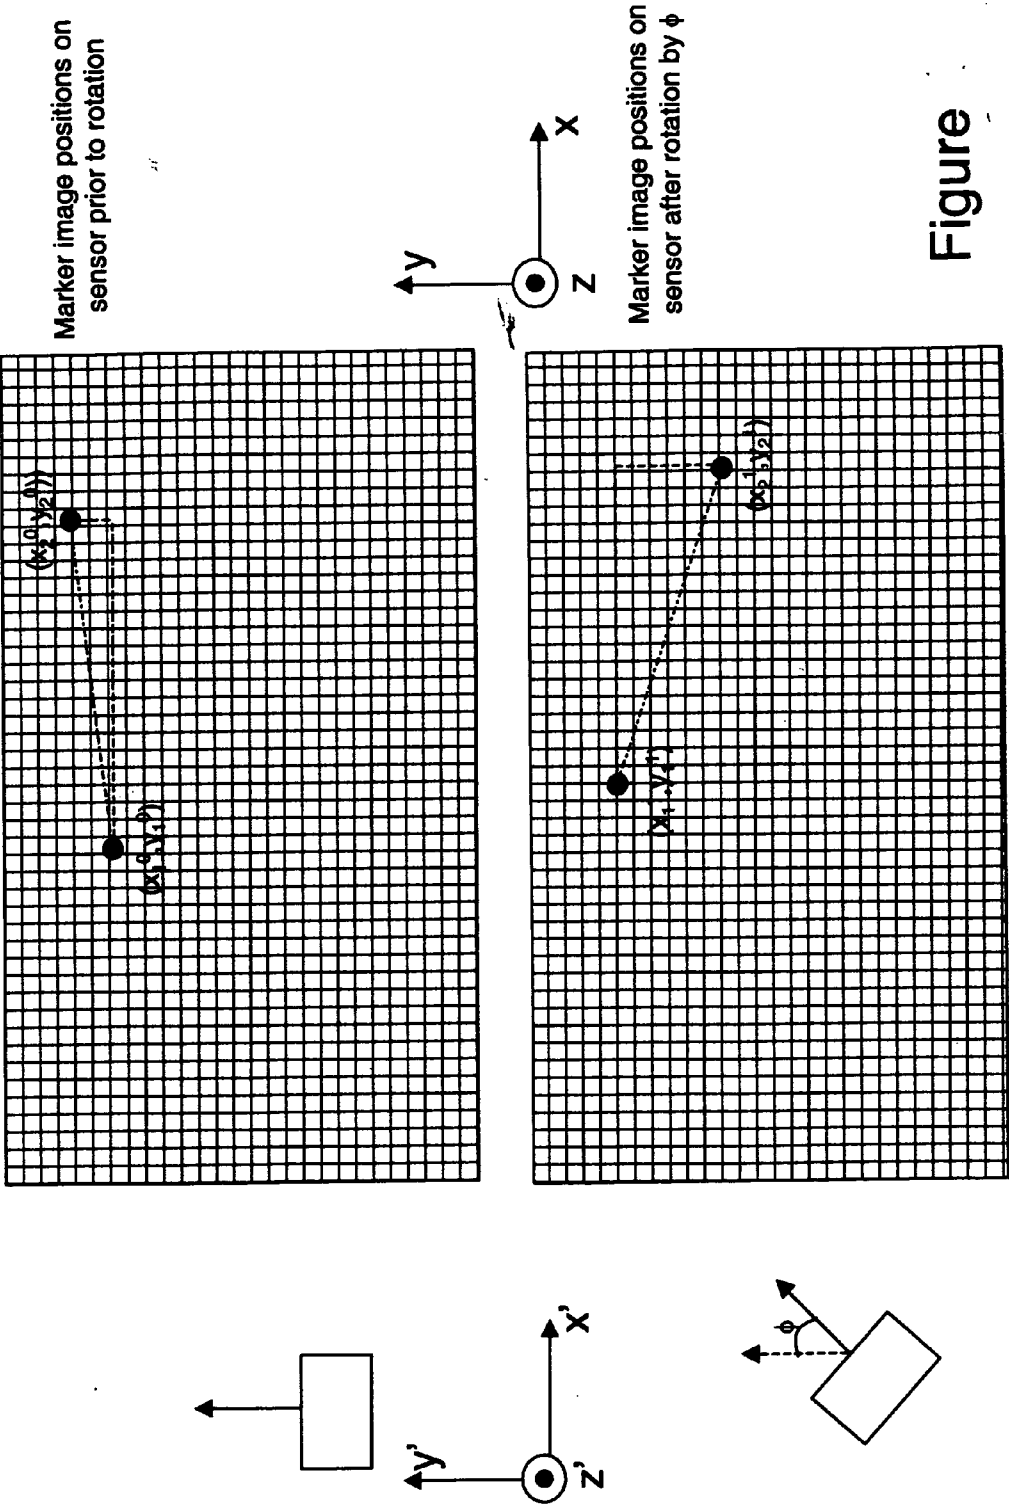 Marker image positions on
sensor prior to rotation
(x₂⁰,y₂⁰))
(x₁⁰,y₁⁰))
y
x
z
y'
x'
z'
Marker image positions on
sensor after rotation by ϕ
(x₁¹,y₁¹)
(x₂¹,y₂¹)
ϕ
Figure